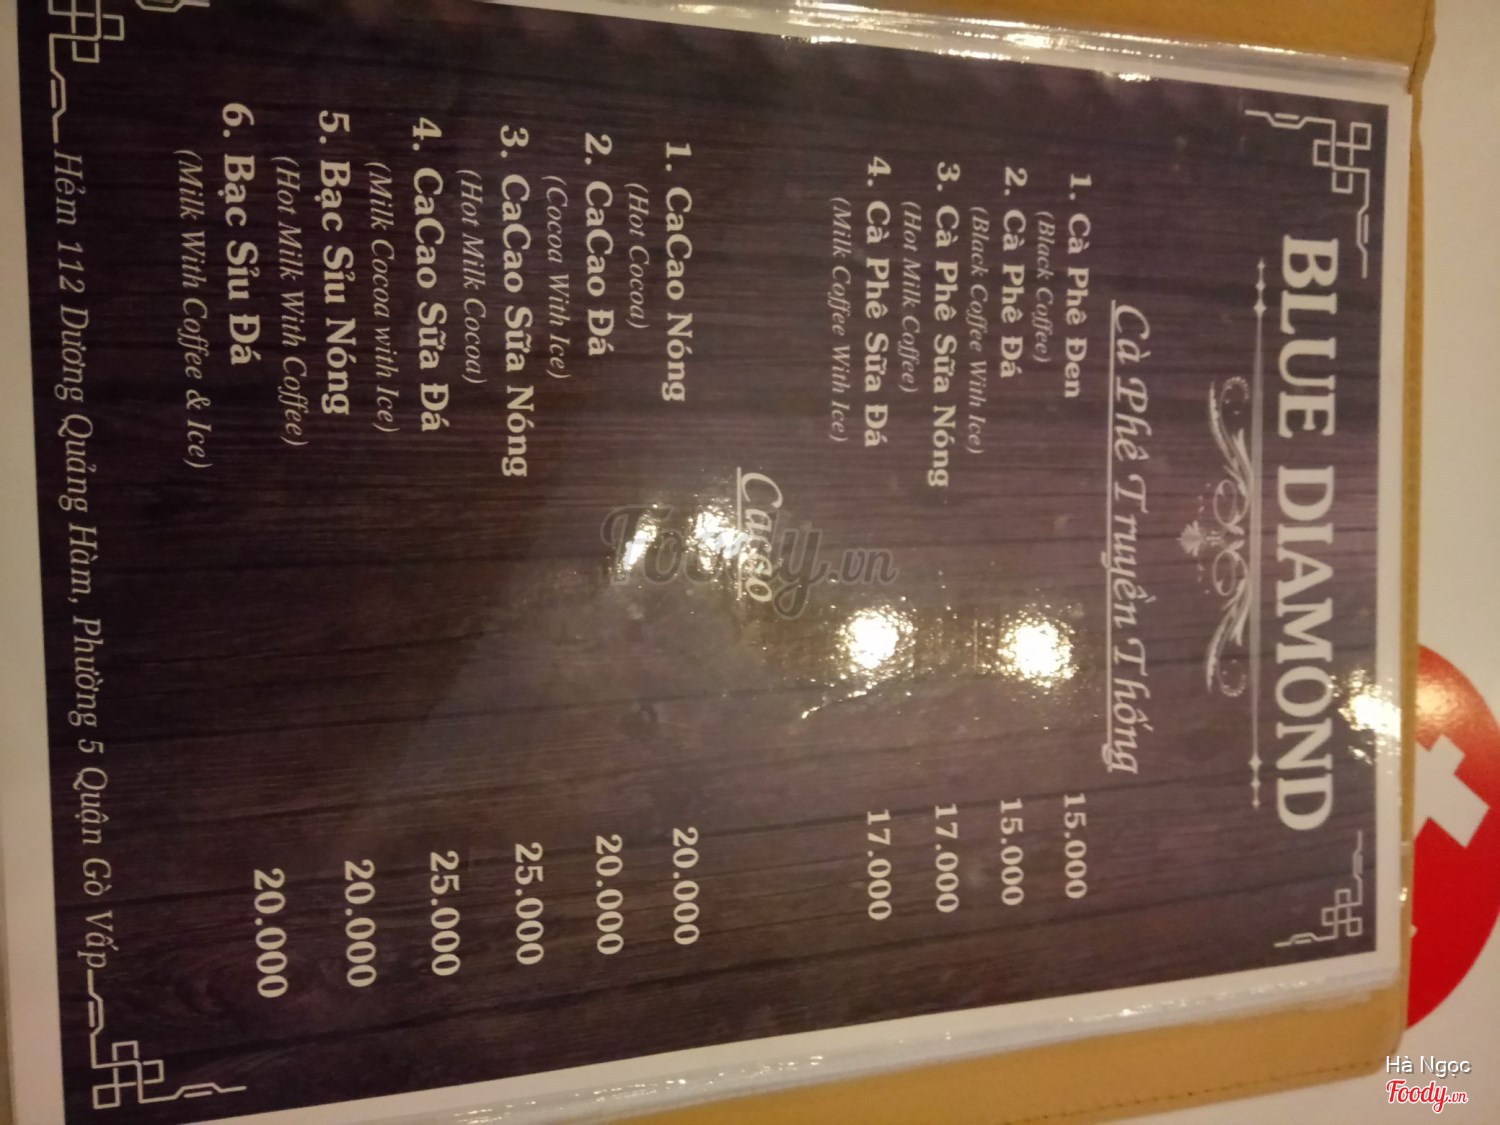 BLUE DIAMOND
Cà Phê Truyền Thống
1. Cà Phê Đen 15.000
(Black Coffee)
2. Cà Phê Đá 15.000
(Black Coffee With Ice)
3. Cà Phê Sữa Nóng 17.000
(Hot Milk Coffee)
4. Cà Phê Sữa Đá 17.000
(Milk Coffee With Ice)
1. CaCao Nóng 20.000
(Hot Cocoa)
2. CaCao Đá 20.000
(Cocoa With Ice)
3. CaCao Sữa Nóng 25.000
(Hot Milk Cocoa)
4. CaCao Sữa Đá 25.000
(Milk Cocoa with Ice)
5. Bạc Sỉu Nóng 20.000
(Hot Milk With Coffee)
6. Bạc Sỉu Đá 20.000
(Milk With Coffee & Ice)
Hẻm 112 Dương Quảng Hàm, Phường 5 Quận Gò Vấp
Foody.vn
Hà Ngọc
Foody.vn